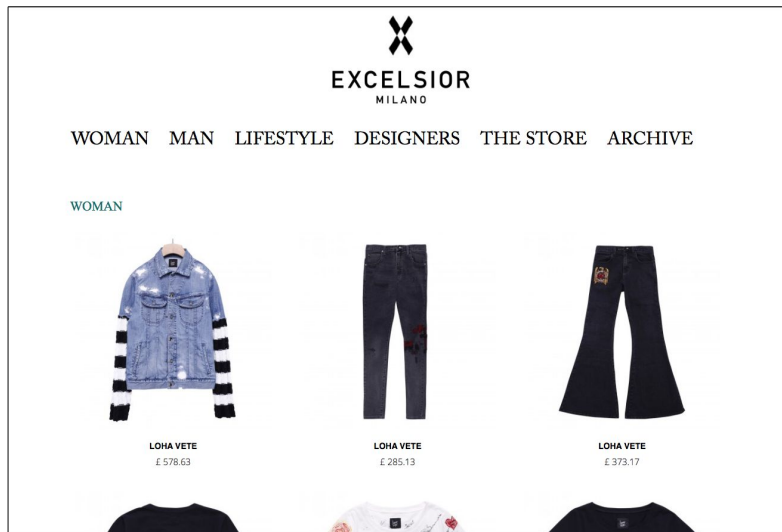 EXCELSIOR
MILANO
WOMAN MAN LIFESTYLE DESIGNERS THE STORE ARCHIVE
WOMAN
LOHA VETE LOHA VETE LOHA VETE
£ 578.63 £ 285.13 £ 373.17